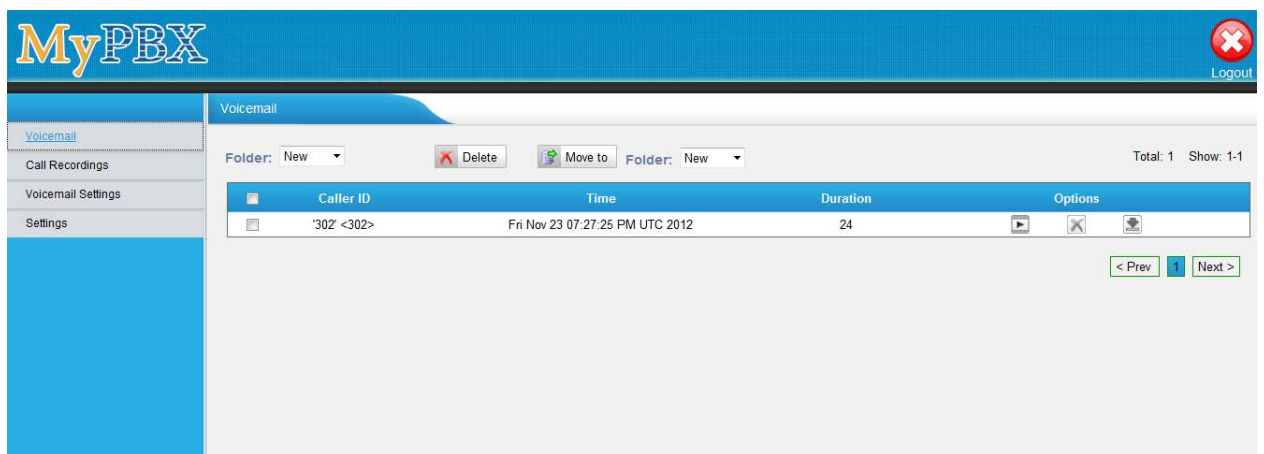 MyPBX
Logout
Voicemail
Voicemail
Call Recordings
Voicemail Settings
Settings
Folder: New Delete Move to Folder: New Total: 1 Show: 1-1
Caller ID Time Duration Options
'302' <302> Fri Nov 23 07:27:25 PM UTC 2012 24
< Prev 1 Next >